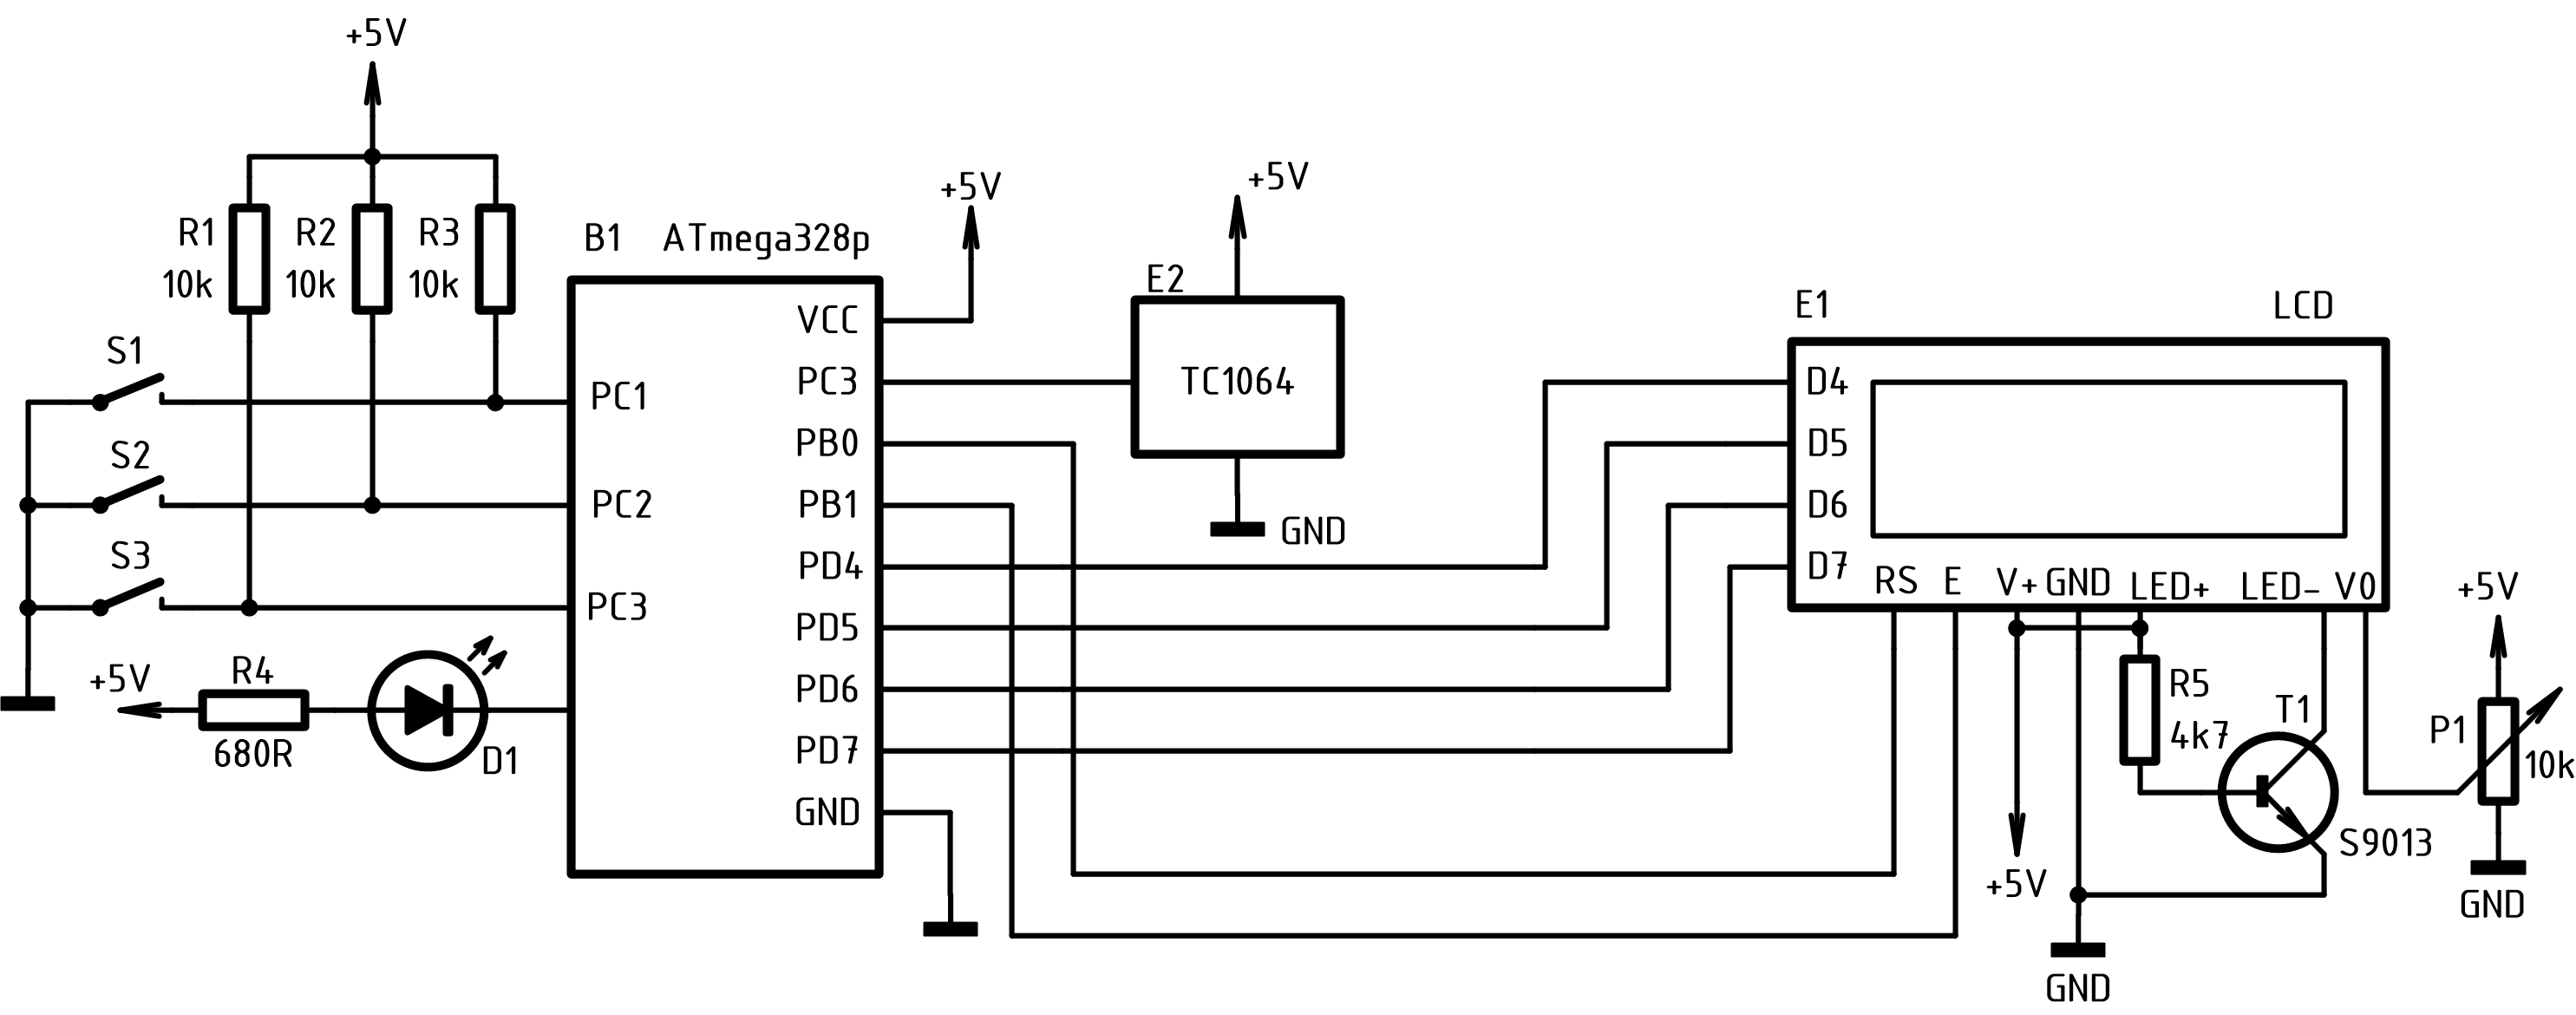 +5V
R1
10k
R2
10k
R3
10k
S1
S2
S3
+5V
R4
680R
D1
B1 ATmega328p
PC1
PC2
PC3
VCC
PC3
PB0
PB1
PD4
PD5
PD6
PD7
GND
+5V
+5V
E2
TC1064
GND
E1 LCD
D4
D5
D6
D7
RS E V+ GND LED+ LED- V0
+5V
GND
R5
4k7
T1
S9013
+5V
P1
10k
GND